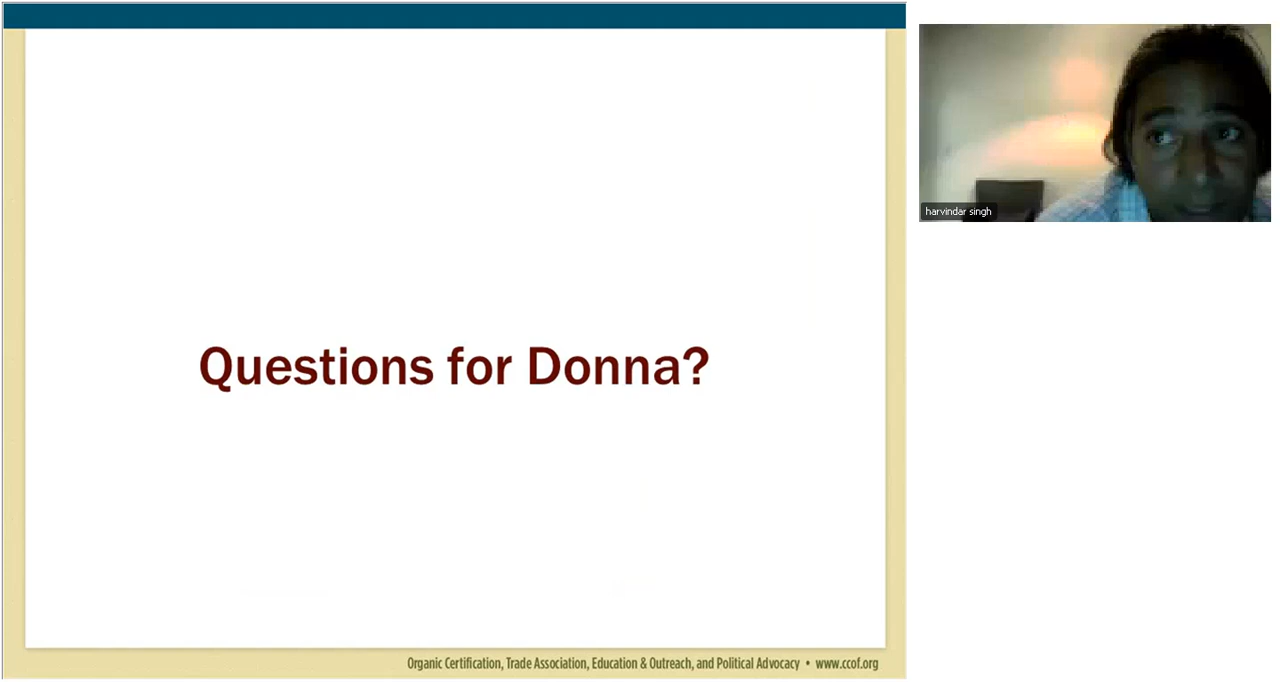 Questions for Donna?
harvindar singh
Organic Certification, Trade Association, Education & Outreach, and Political Advocacy • www.ccof.org